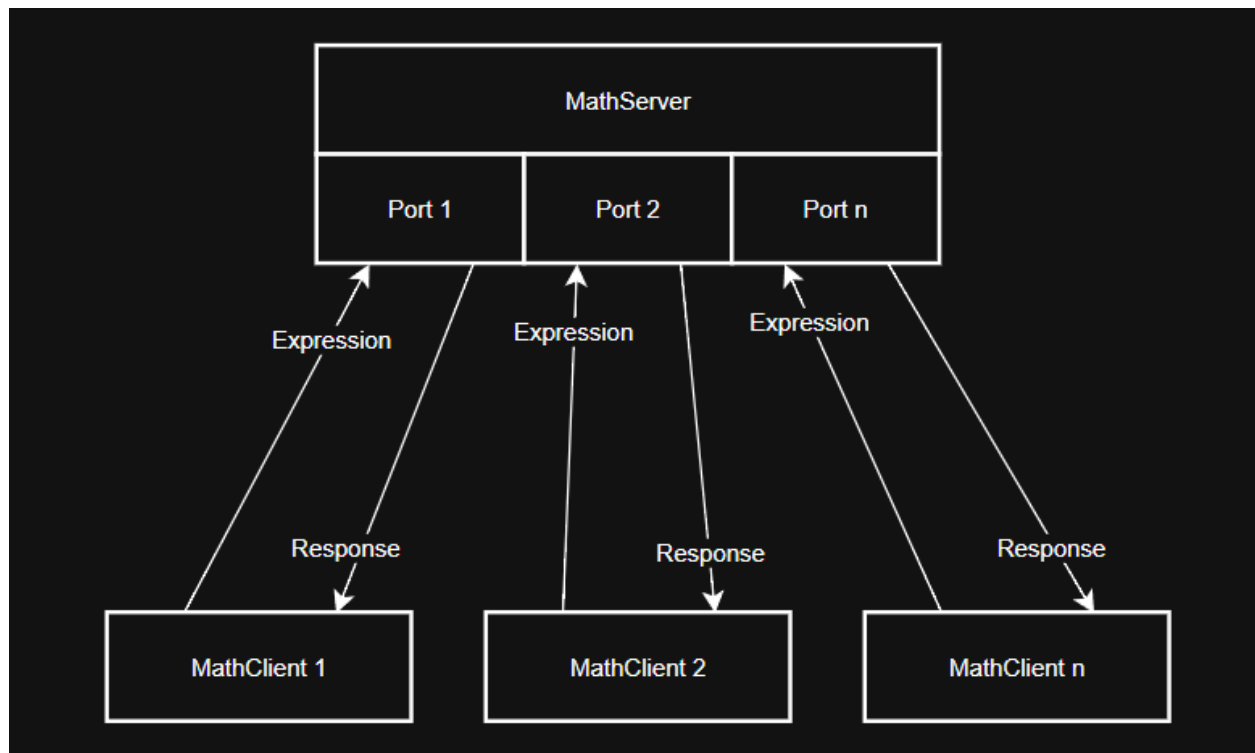 MathServer
Port 1
Port 2
Port n
Expression
Expression
Expression
Response
Response
Response
MathClient 1
MathClient 2
MathClient n